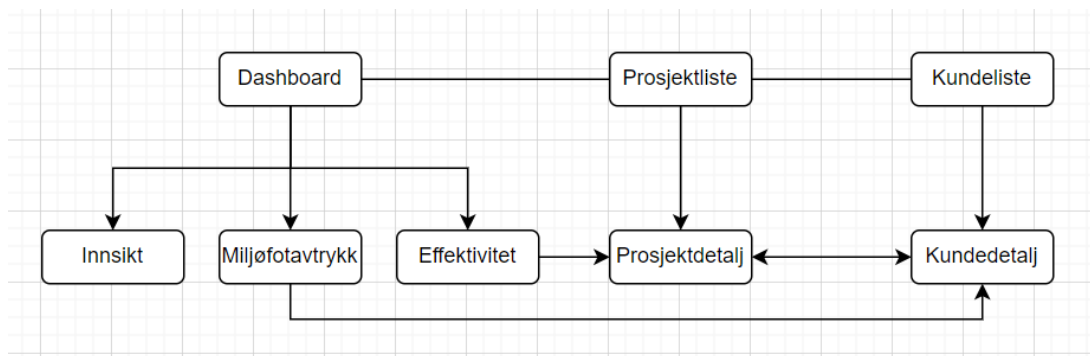 Dashboard
Prosjektliste
Kundeliste
Innsikt
Miljøfotavtrykk
Effektivitet
Prosjektdetalj
Kundedetalj